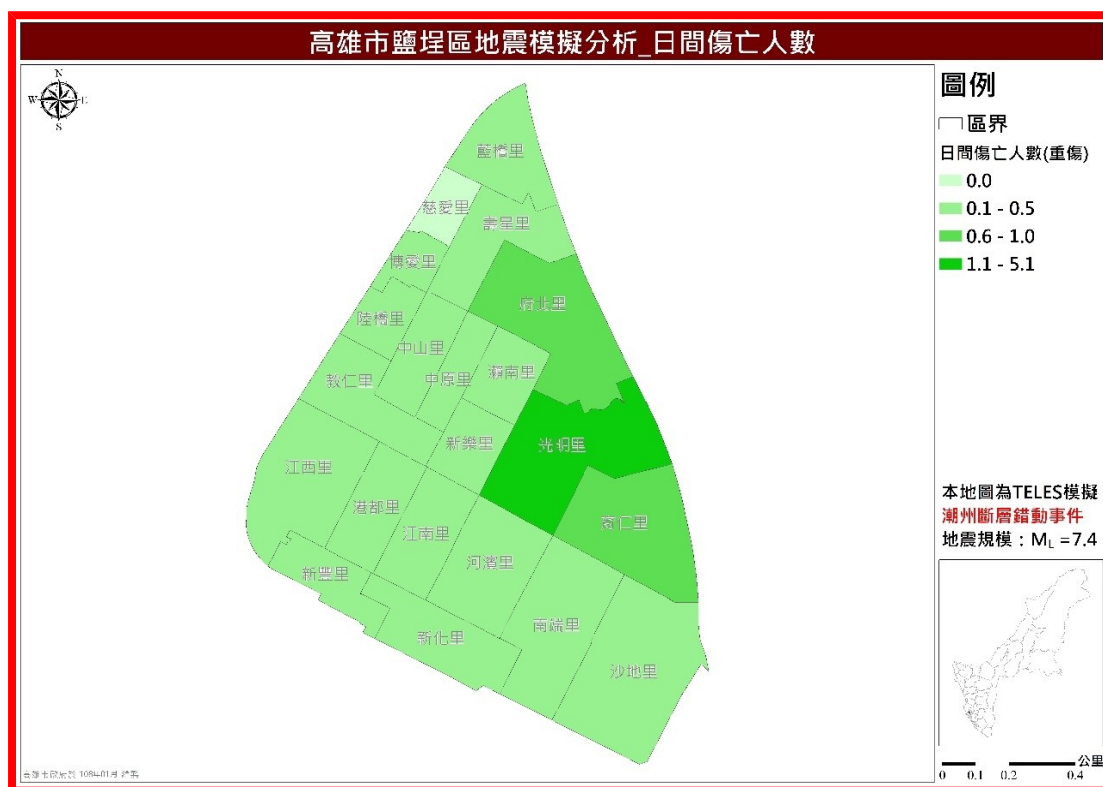 高雄市鹽埕區地震模擬分析_日間傷亡人數
N
W E
S
圖例
區界
日間傷亡人數(重傷)
0.0
0.1 - 0.5
0.6 - 1.0
1.1 - 5.1
藍橋里
慈愛里
壽星里
博愛里
府北里
陸橋里
中山里
瀨南里
教仁里
中原里
新樂里
光明里
江西里
港都里
江南里
育仁里
河濱里
新豐里
南端里
新化里
沙地里
本地圖為TELES模擬
潮州斷層錯動事件
地震規模：ML =7.4
公里
0 0.1 0.2 0.4